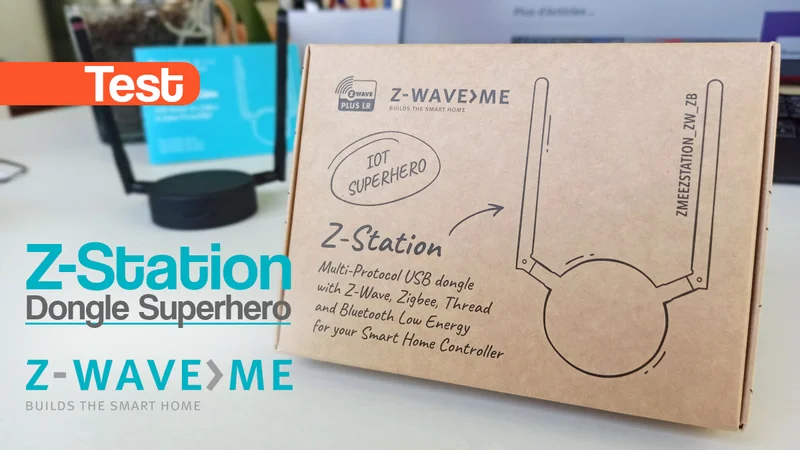 Plus d'Articles ...
Test
Z-WAVE
PLUS LR
Z-WAVE>ME
BUILDS THE SMART HOME
IOT
SUPERHERO
ZMEEZSTATION_ZW_ZB
Z-Station
Multi-Protocol USB dongle
with Z-Wave, Zigbee, Thread
and Bluetooth Low Energy
for your Smart Home Controller
Z-Station
Dongle Superhero
Z-WAVE>ME
BUILDS THE SMART HOME